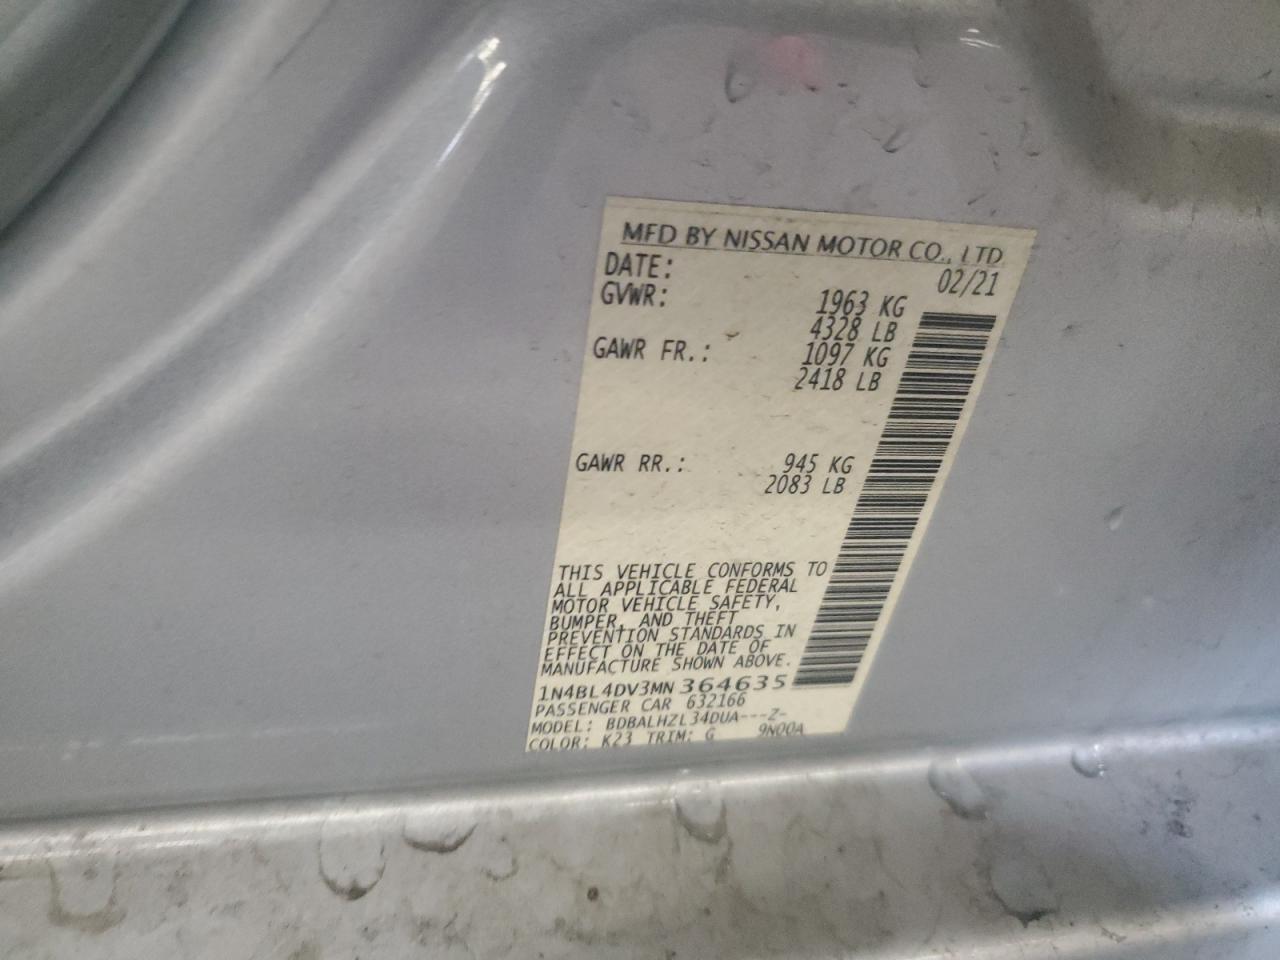 MFD BY NISSAN MOTOR CO., LTD.
DATE: 02/21
GVWR: 1963 KG
4328 LB
GAWR FR.: 1097 KG
2418 LB
GAWR RR.: 945 KG
2083 LB
THIS VEHICLE CONFORMS TO
ALL APPLICABLE FEDERAL
MOTOR VEHICLE SAFETY,
BUMPER, AND THEFT
PREVENTION STANDARDS IN
EFFECT ON THE DATE OF
MANUFACTURE SHOWN ABOVE.
1N4BL4DV3MN364635
PASSENGER CAR 632166
MODEL: BDBALHZL34DUA---Z-
COLOR: K23 TRIM: G 9N00A